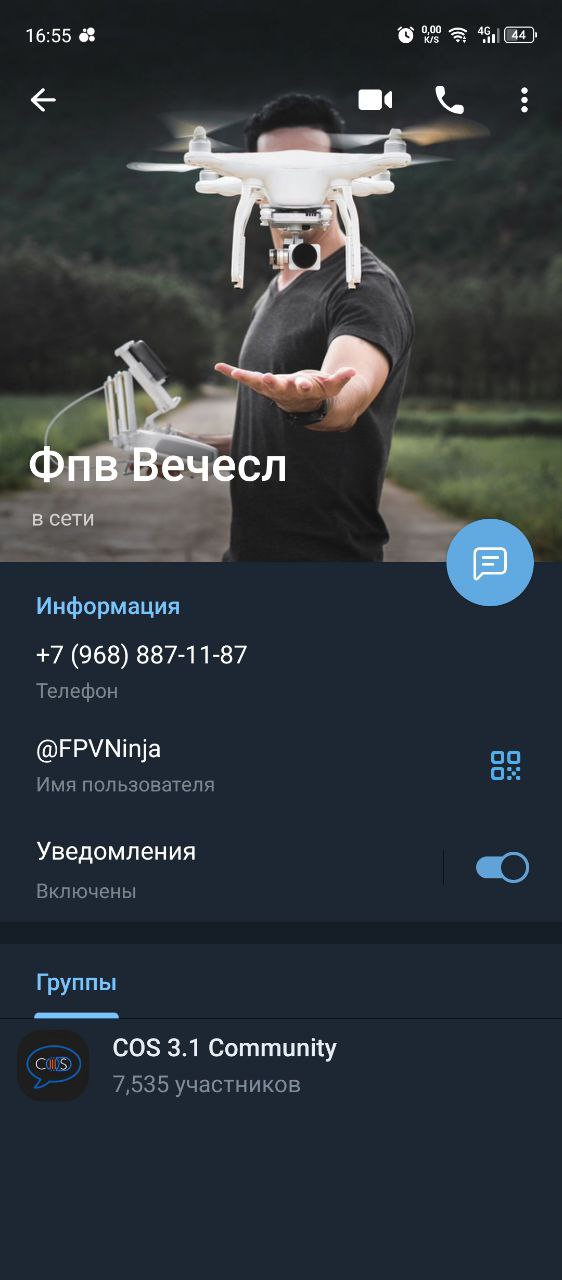 16:55
0,00
K/S
4G
44
Фпв Вечесл
в сети
Информация
+7 (968) 887-11-87
Телефон
@FPVNinja
Имя пользователя
Уведомления
Включены
Группы
COS
COS 3.1 Community
7,535 участников